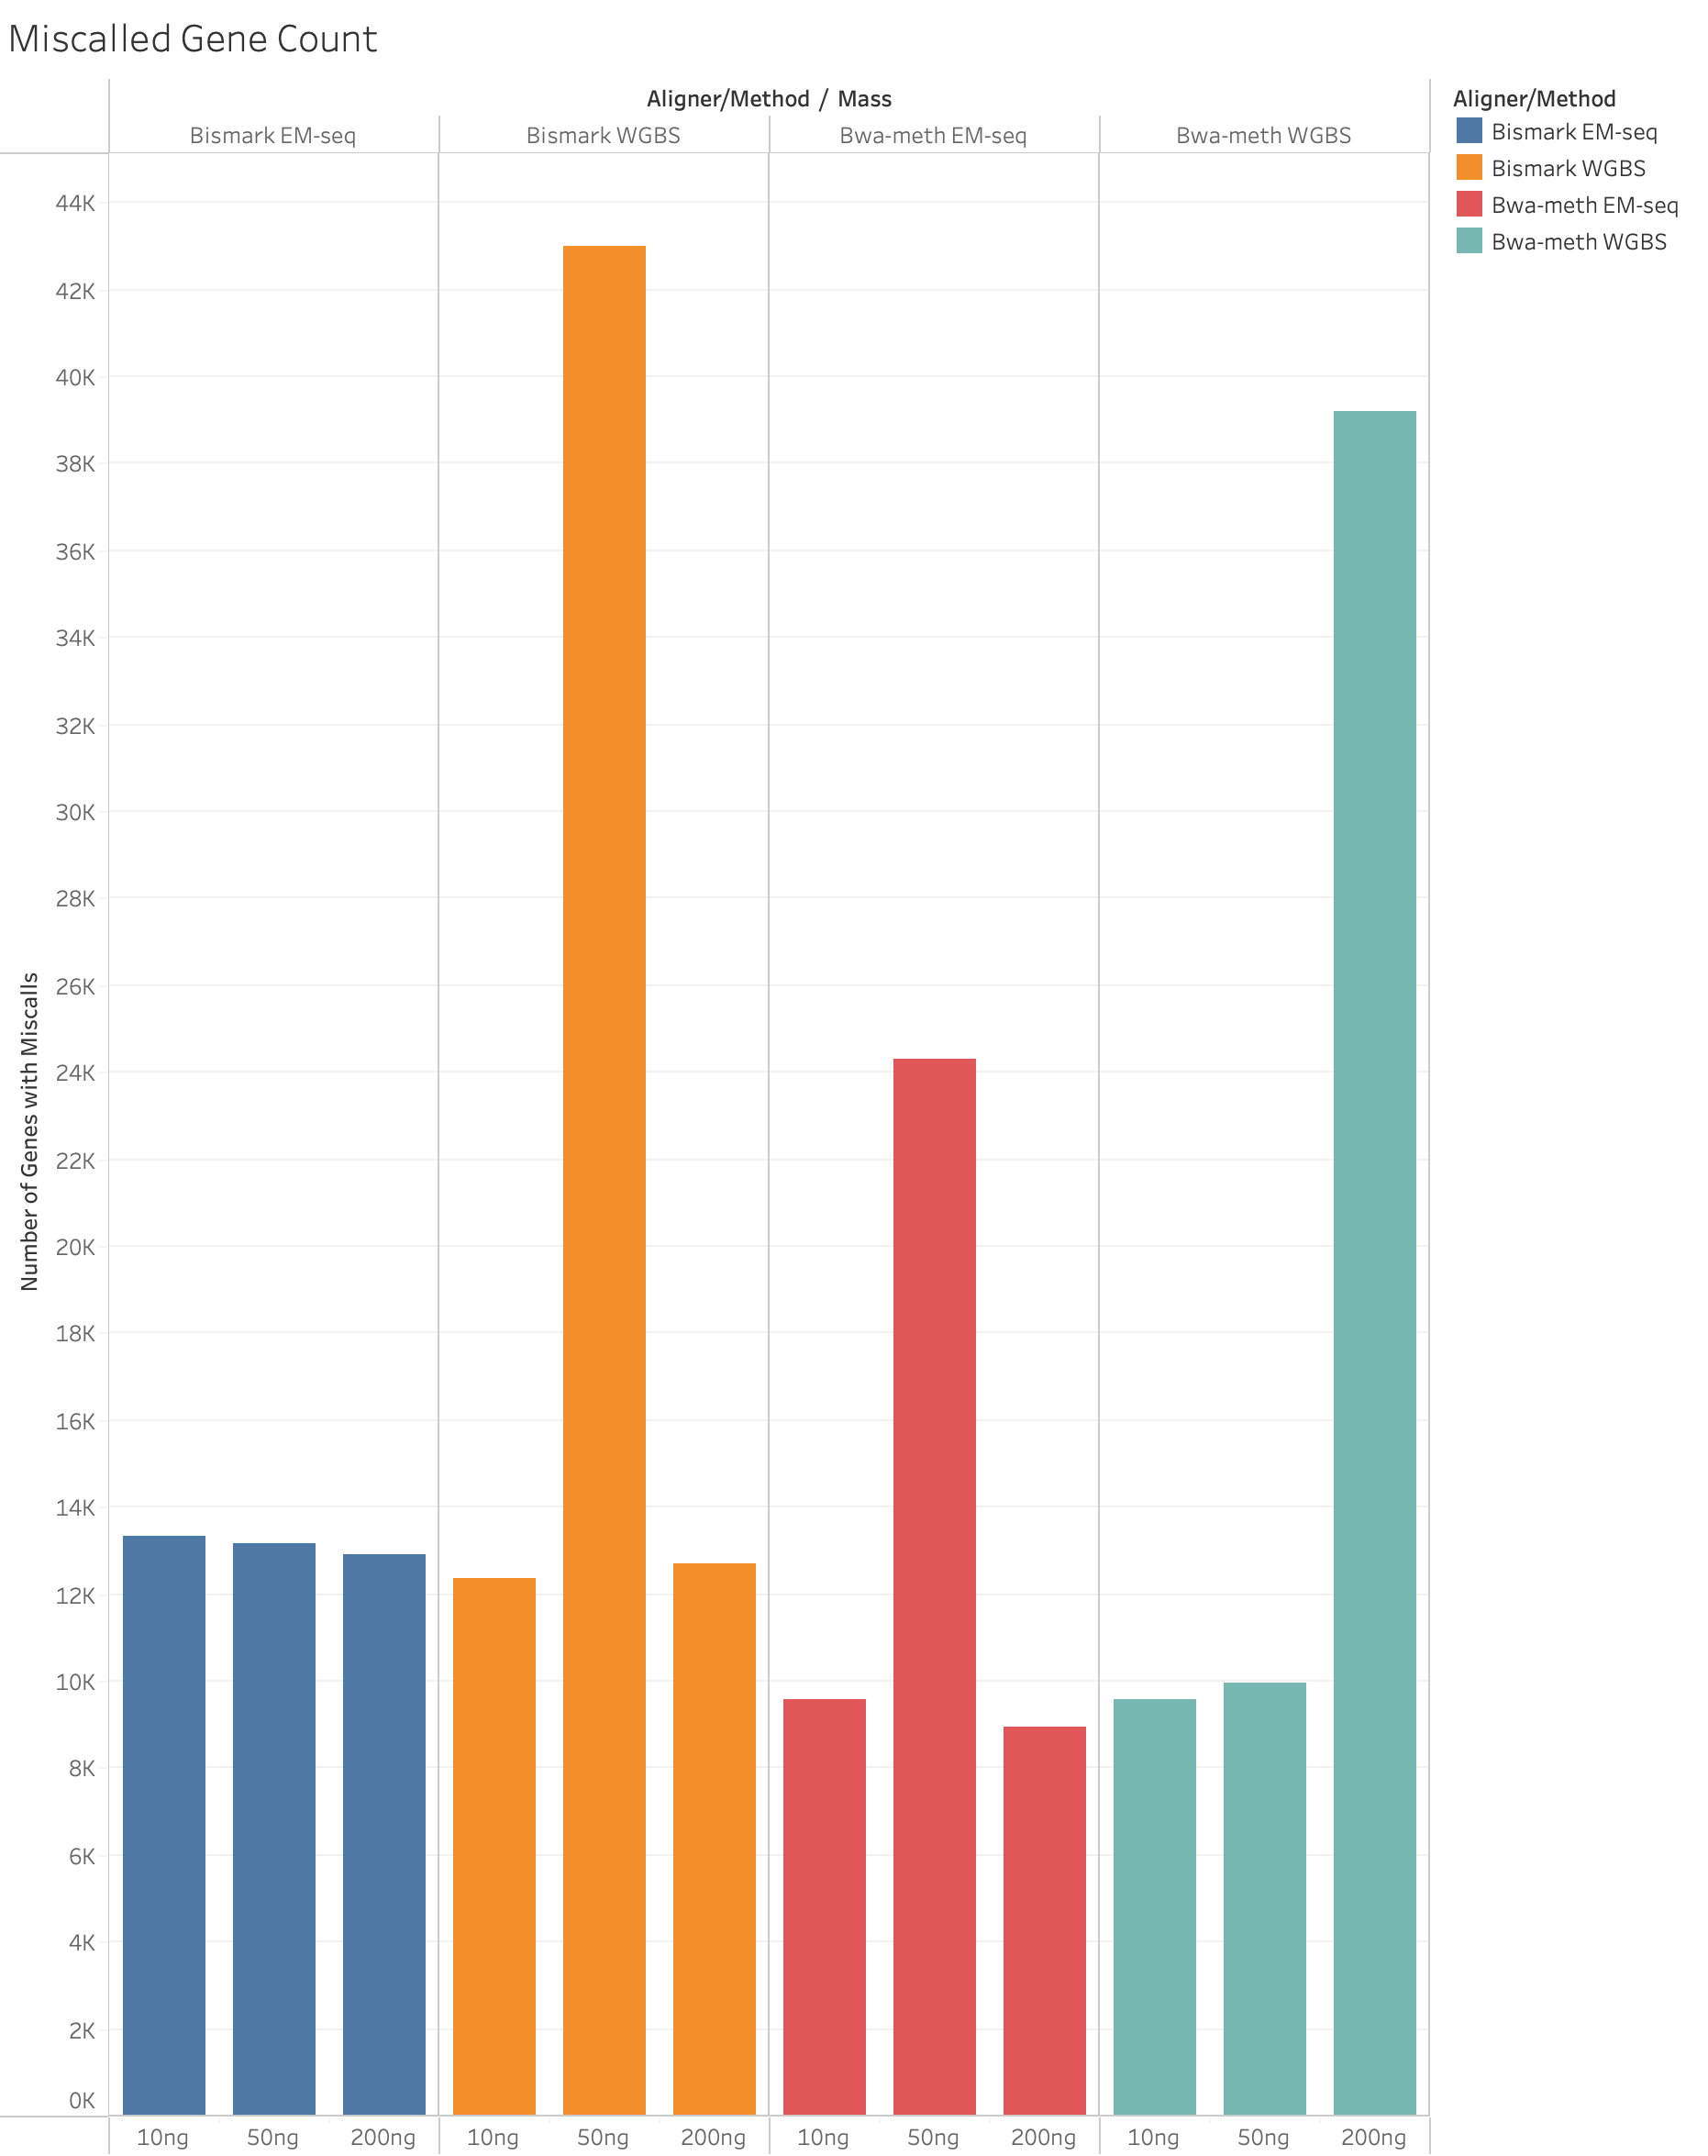 Miscalled Gene Count
Aligner/Method / Mass
Bismark EM-seq
Bismark WGBS
Bwa-meth EM-seq
Bwa-meth WGBS
Aligner/Method
Bismark EM-seq
Bismark WGBS
Bwa-meth EM-seq
Bwa-meth WGBS
Number of Genes with Miscalls
44K
42K
40K
38K
36K
34K
32K
30K
28K
26K
24K
22K
20K
18K
16K
14K
12K
10K
8K
6K
4K
2K
0K
10ng
50ng
200ng
10ng
50ng
200ng
10ng
50ng
200ng
10ng
50ng
200ng